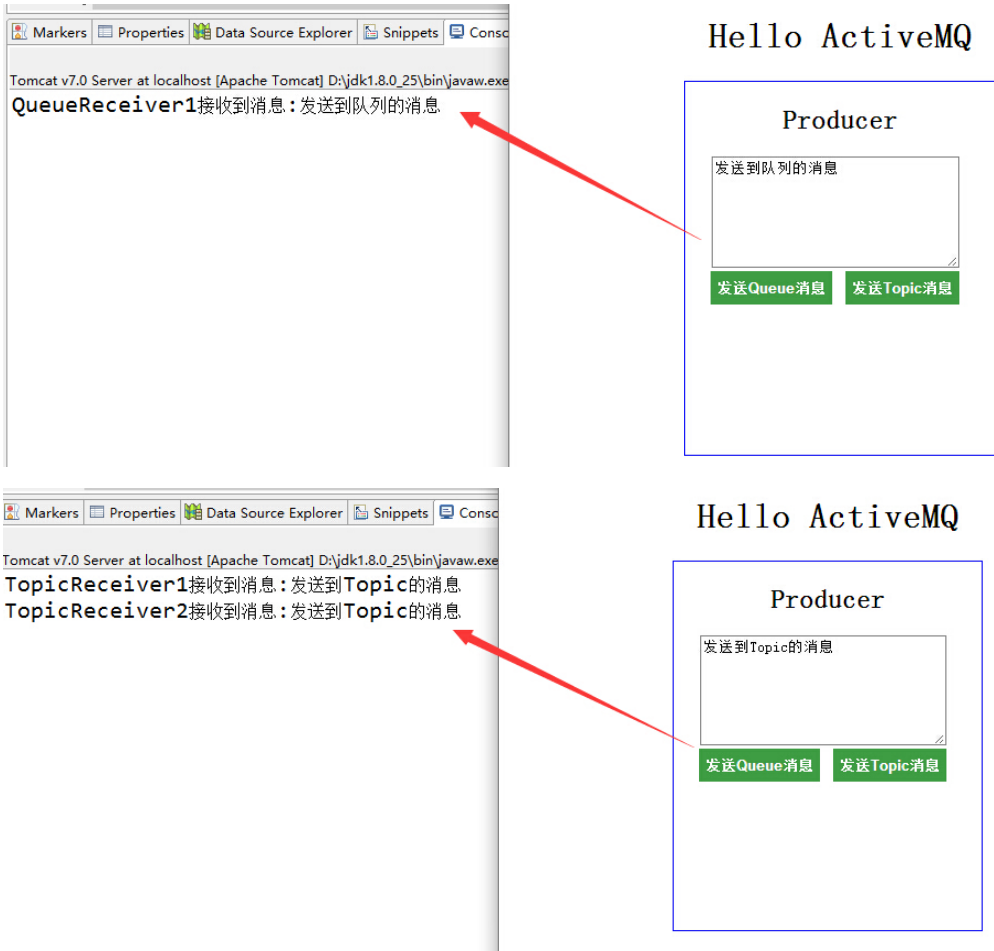 Markers Properties Data Source Explorer Snippets Conso
Tomcat v7.0 Server at localhost [Apache Tomcat] D:\jdk1.8.0_25\bin\javaw.exe
QueueReceiver1接收到消息:发送到队列的消息
Hello ActiveMQ
Producer
发送到队列的消息
发送Queue消息 发送Topic消息
Markers Properties Data Source Explorer Snippets Consc
Tomcat v7.0 Server at localhost [Apache Tomcat] D:\jdk1.8.0_25\bin\javaw.exe
TopicReceiver1接收到消息:发送到Topic的消息
TopicReceiver2接收到消息:发送到Topic的消息
Hello ActiveMQ
Producer
发送到Topic的消息
发送Queue消息 发送Topic消息